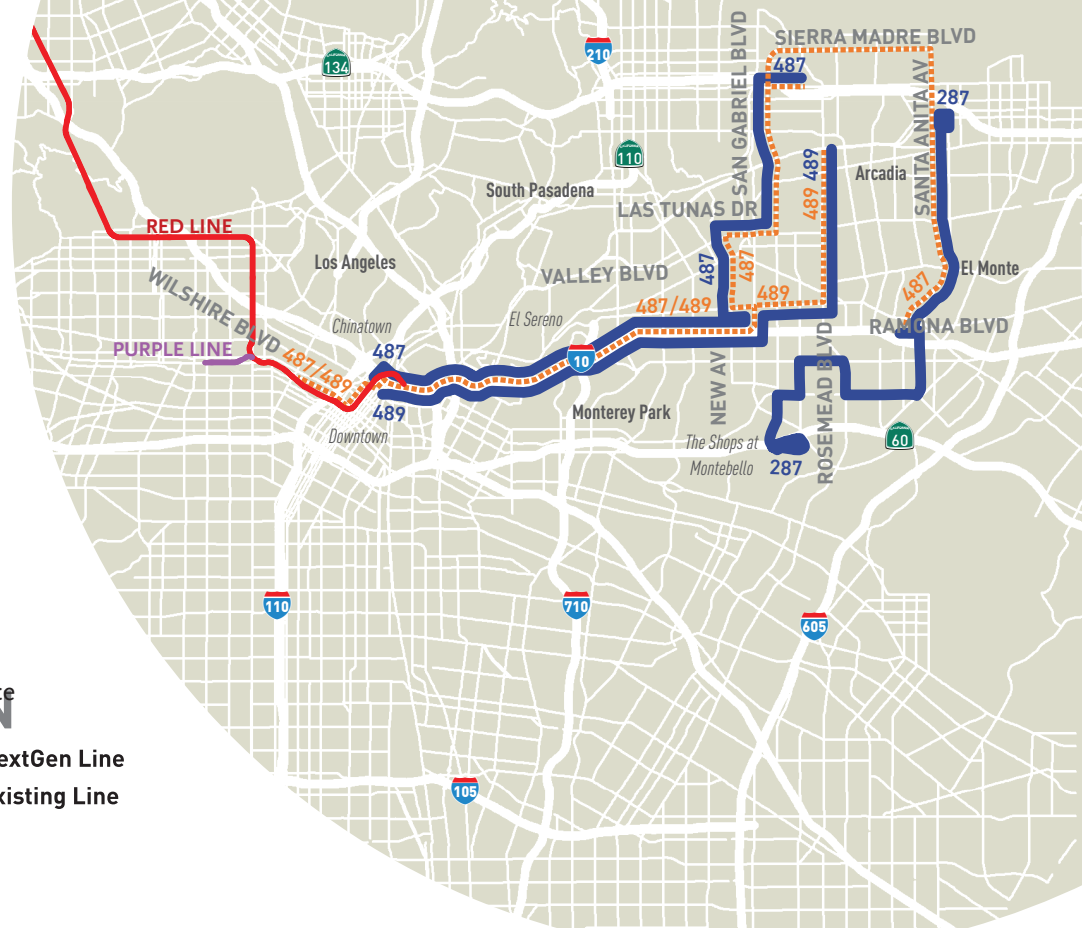 SIERRA MADRE BLVD
210
134
487
SAN GABRIEL BLVD
SANTA ANITA AV
287
110
489
489
Arcadia
South Pasadena
LAS TUNAS DR
RED LINE
Los Angeles
VALLEY BLVD
487
487
El Monte
487
WILSHIRE BLVD
487/489
489
Chinatown
El Sereno
RAMONA BLVD
PURPLE LINE
487/489
487
10
NEW AV
ROSEMEAD BLVD
489
Monterey Park
Downtown
The Shops at
Montebello
60
287
110
710
605
extGen Line
xisting Line
105